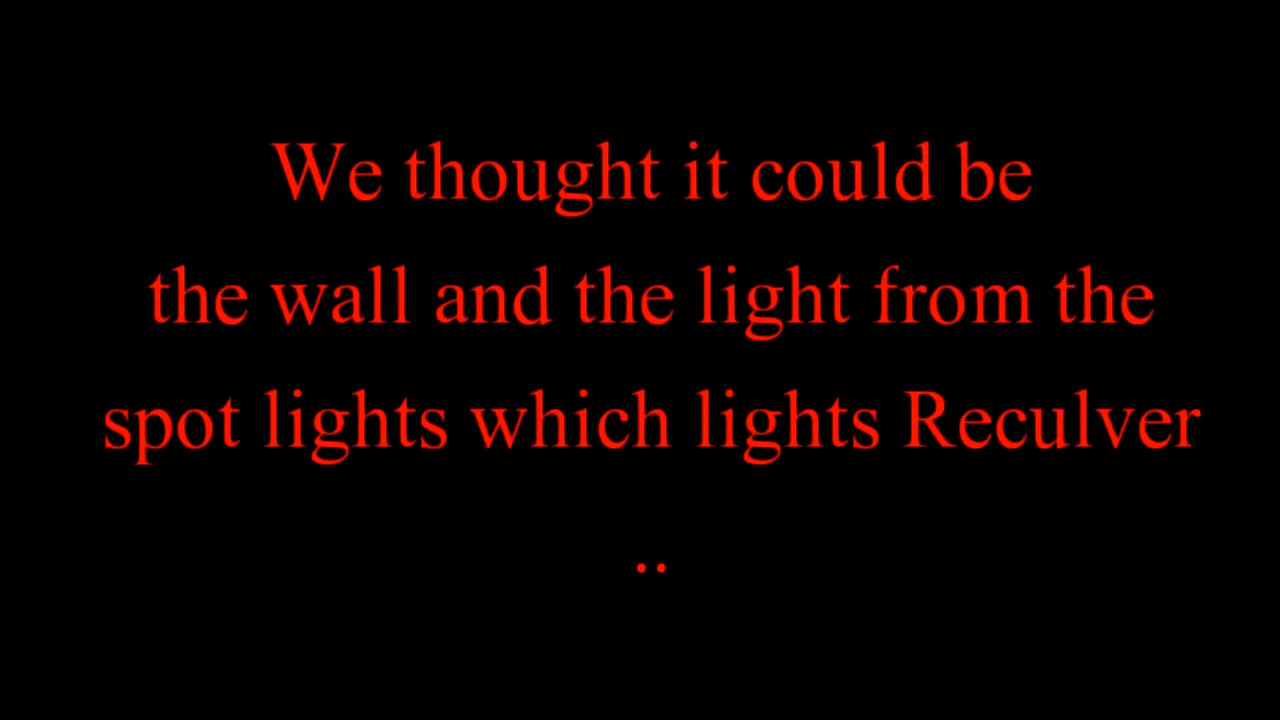 We thought it could be
the wall and the light from the
spot lights which lights Reculver
..